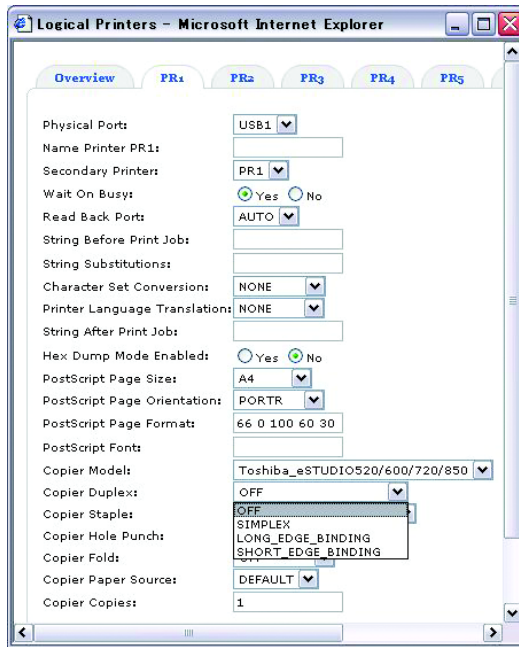 Logical Printers - Microsoft Internet Explorer
Overview PR1 PR2 PR3 PR4 PR5
Physical Port: USB1
Name Printer PR1:
Secondary Printer: PR1
Wait On Busy: Yes No
Read Back Port: AUTO
String Before Print Job:
String Substitutions:
Character Set Conversion: NONE
Printer Language Translation: NONE
String After Print Job:
Hex Dump Mode Enabled: Yes No
PostScript Page Size: A4
PostScript Page Orientation: PORTR
PostScript Page Format: 66 0 100 60 30
PostScript Font:
Copier Model: Toshiba_eSTUDIO520/600/720/850
Copier Duplex: OFF
Copier Staple: OFF
SIMPLEX
Copier Hole Punch: LONG_EDGE_BINDING
SHORT_EDGE_BINDING
Copier Fold:
Copier Paper Source: DEFAULT
Copier Copies: 1